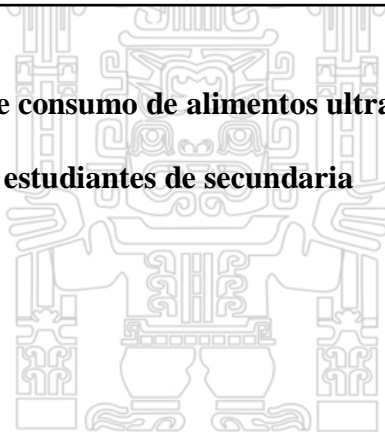 e consumo de alimentos ultra
estudiantes de secundaria